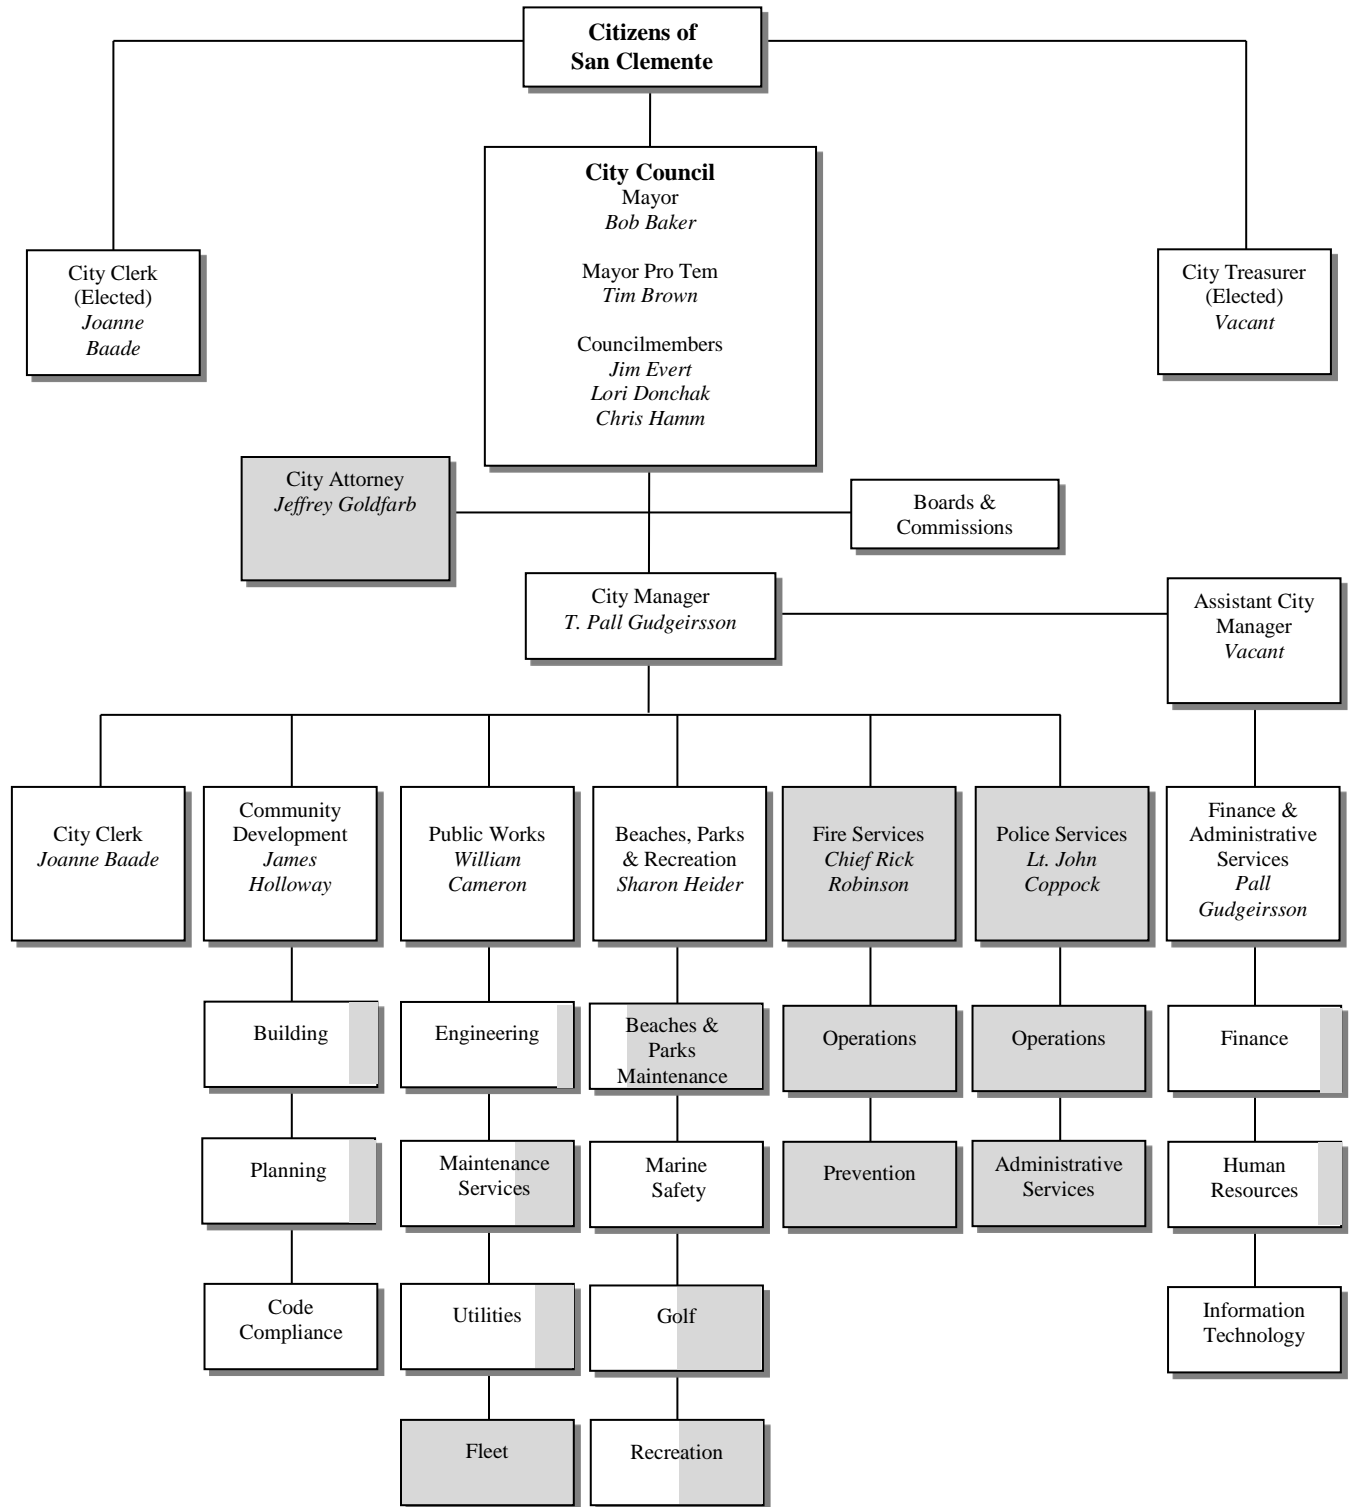 Citizens of
San Clemente
City Council
Mayor
Bob Baker
Mayor Pro Tem
Tim Brown
Councilmembers
Jim Evert
Lori Donchak
Chris Hamm
City Clerk
(Elected)
Joanne
Baade
City Treasurer
(Elected)
Vacant
City Attorney
Jeffrey Goldfarb
Boards &
Commissions
City Manager
T. Pall Gudgeirsson
Assistant City
Manager
Vacant
City Clerk
Joanne Baade
Community
Development
James
Holloway
Public Works
William
Cameron
Beaches, Parks
& Recreation
Sharon Heider
Fire Services
Chief Rick
Robinson
Police Services
Lt. John
Coppock
Finance &
Administrative
Services
Pall
Gudgeirsson
Building
Engineering
Beaches &
Parks
Maintenance
Operations
Operations
Finance
Planning
Maintenance
Services
Marine
Safety
Prevention
Administrative
Services
Human
Resources
Code
Compliance
Utilities
Golf
Information
Technology
Fleet
Recreation